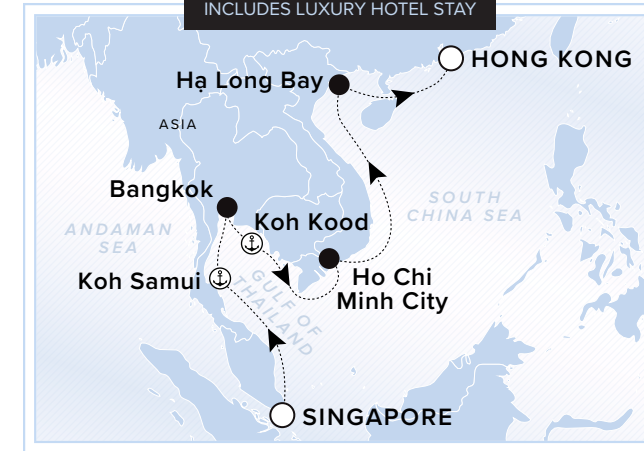 INCLUDES LUXURY HOTEL STAY
HONG KONG
Hạ Long Bay
ASIA
Bangkok
SOUTH
CHINA SEA
Koh Kood
ANDAMAN
SEA
Koh Samui
GULF OF
THAILAND
Ho Chi
Minh City
SINGAPORE